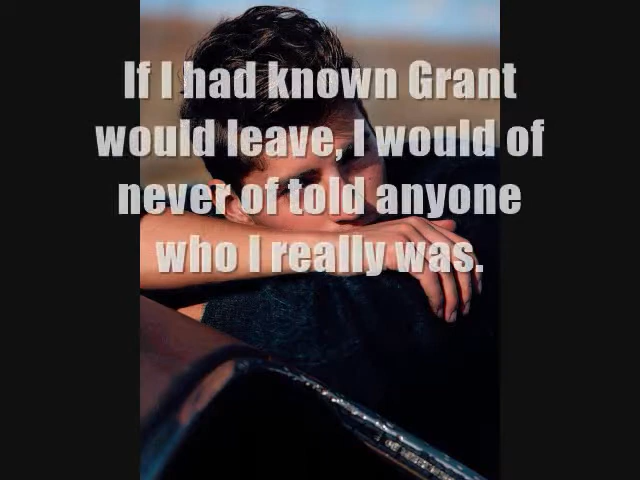 If I had known Grant
would leave, I would of
never of told anyone
who I really was.